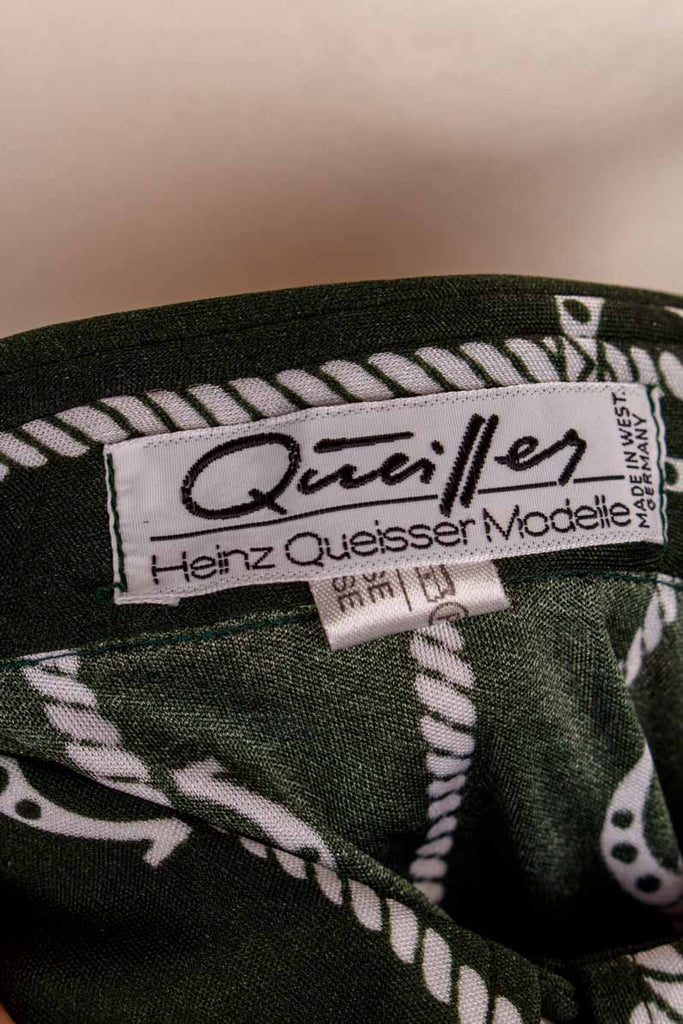 Queisser
Heinz Queisser Modelle
MADE IN WEST.
GERMANY